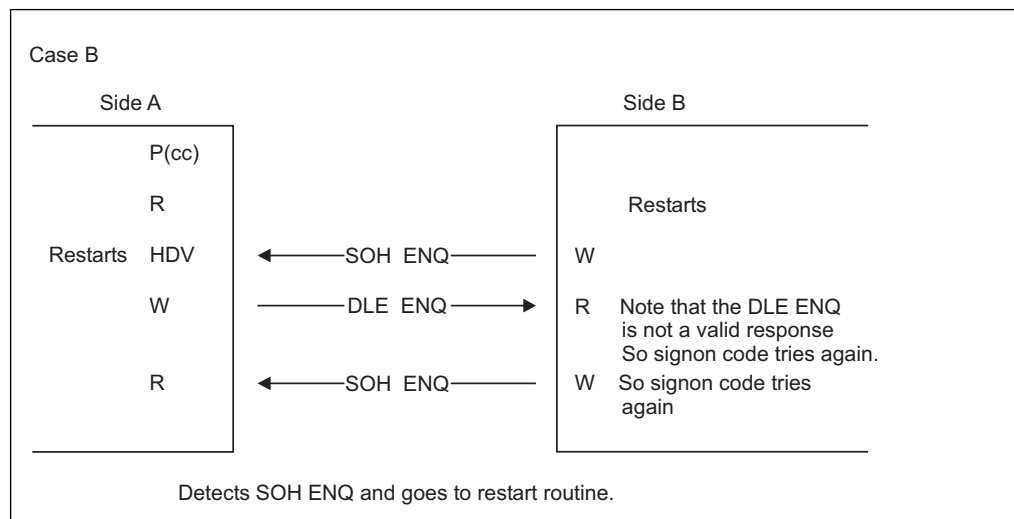 Case B
Side A Side B
P(cc)
R Restarts
Restarts HDV SOH ENQ W
W DLE ENQ R Note that the DLE ENQ
is not a valid response
So signon code tries again.
R SOH ENQ W So signon code tries
again
Detects SOH ENQ and goes to restart routine.